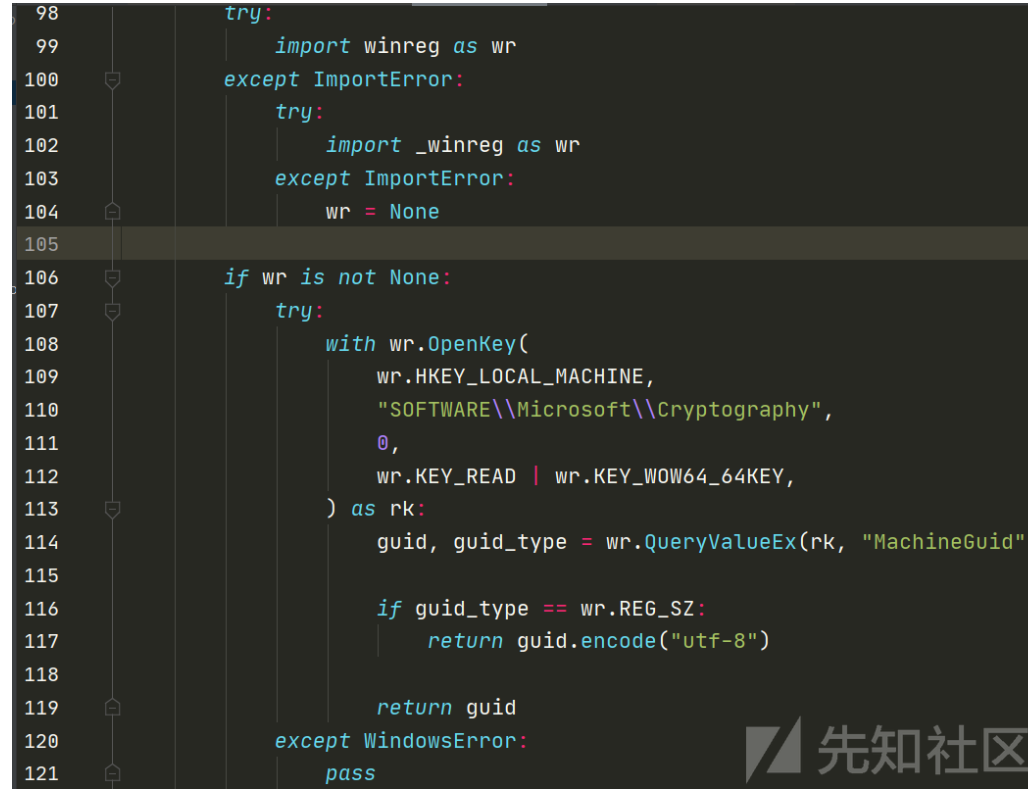 98 try:
99 import winreg as wr
100 except ImportError:
101 try:
102 import _winreg as wr
103 except ImportError:
104 wr = None
105
106 if wr is not None:
107 try:
108 with wr.OpenKey(
109 wr.HKEY_LOCAL_MACHINE,
110 "SOFTWARE\\Microsoft\\Cryptography",
111 0,
112 wr.KEY_READ | wr.KEY_WOW64_64KEY,
113 ) as rk:
114 guid, guid_type = wr.QueryValueEx(rk, "MachineGuid"
115
116 if guid_type == wr.REG_SZ:
117 return guid.encode("utf-8")
118
119 return guid
120 except WindowsError:
121 pass
先知社区